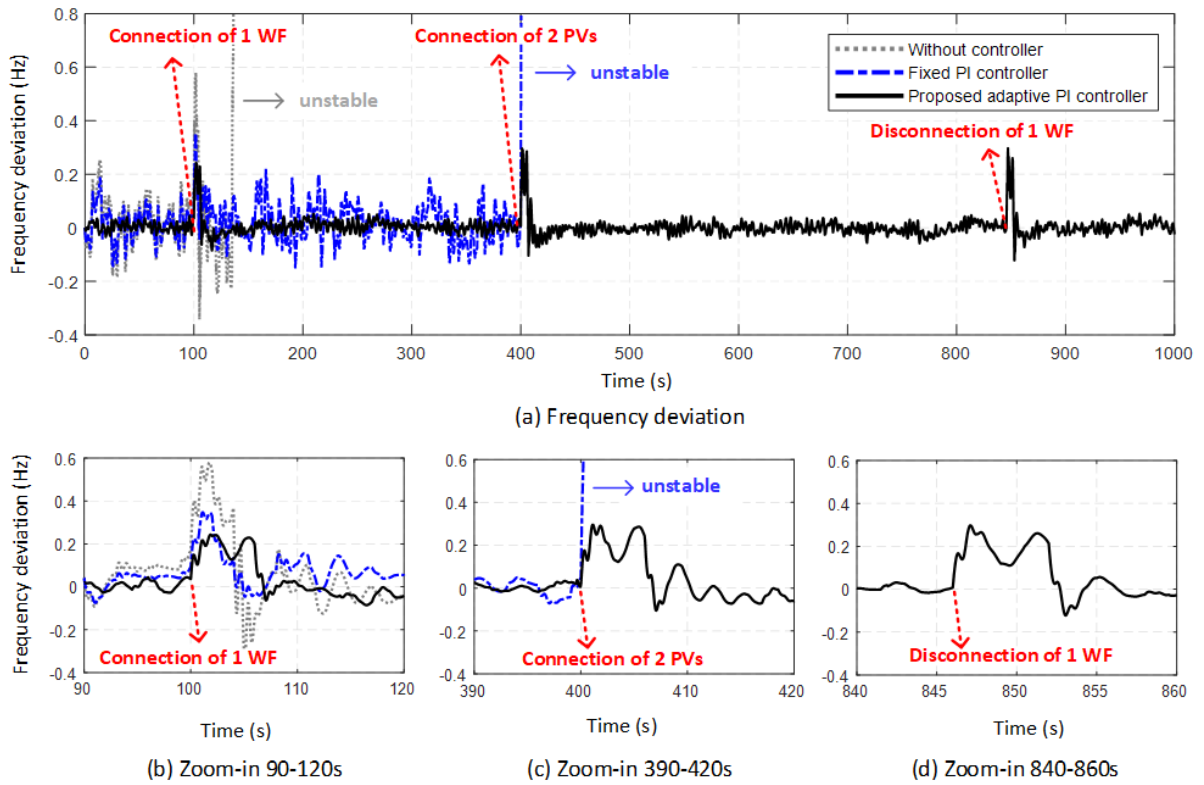 0.8
0.6
0.4
0.2
0
-0.2
-0.4
Frequency deviation (Hz)
Connection of 1 WF
unstable
Connection of 2 PVs
unstable
Without controller
Fixed PI controller
Proposed adaptive PI controller
Disconnection of 1 WF
0 100 200 300 400 500 600 700 800 900 1000
Time (s)
(a) Frequency deviation
Frequency deviation (Hz)
0.6
0.4
0.2
0
-0.2
-0.4
Connection of 1 WF
90 100 110 120
Time (s)
(b) Zoom-in 90-120s
0.6
0.4
0.2
0
-0.2
-0.4
unstable
Connection of 2 PVs
390 400 410 420
Time (s)
(c) Zoom-in 390-420s
0.6
0.4
0.2
0
-0.2
-0.4
Disconnection of 1 WF
840 845 850 855 860
Time (s)
(d) Zoom-in 840-860s